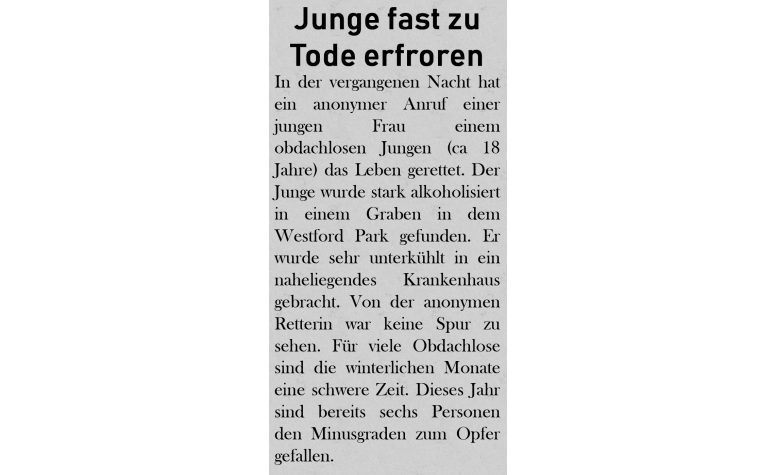 Junge fast zu
Tode erfroren
In der vergangenen Nacht hat
ein anonymer Anruf einer
jungen Frau einem
obdachlosen Jungen (ca 18
Jahre) das Leben gerettet. Der
Junge wurde stark alkoholisiert
in einem Graben in dem
Westford Park gefunden. Er
wurde sehr unterkühlt in ein
naheliegendes Krankenhaus
gebracht. Von der anonymen
Retterin war keine Spur zu
sehen. Für viele Obdachlose
sind die winterlichen Monate
eine schwere Zeit. Dieses Jahr
sind bereits sechs Personen
den Minusgraden zum Opfer
gefallen.